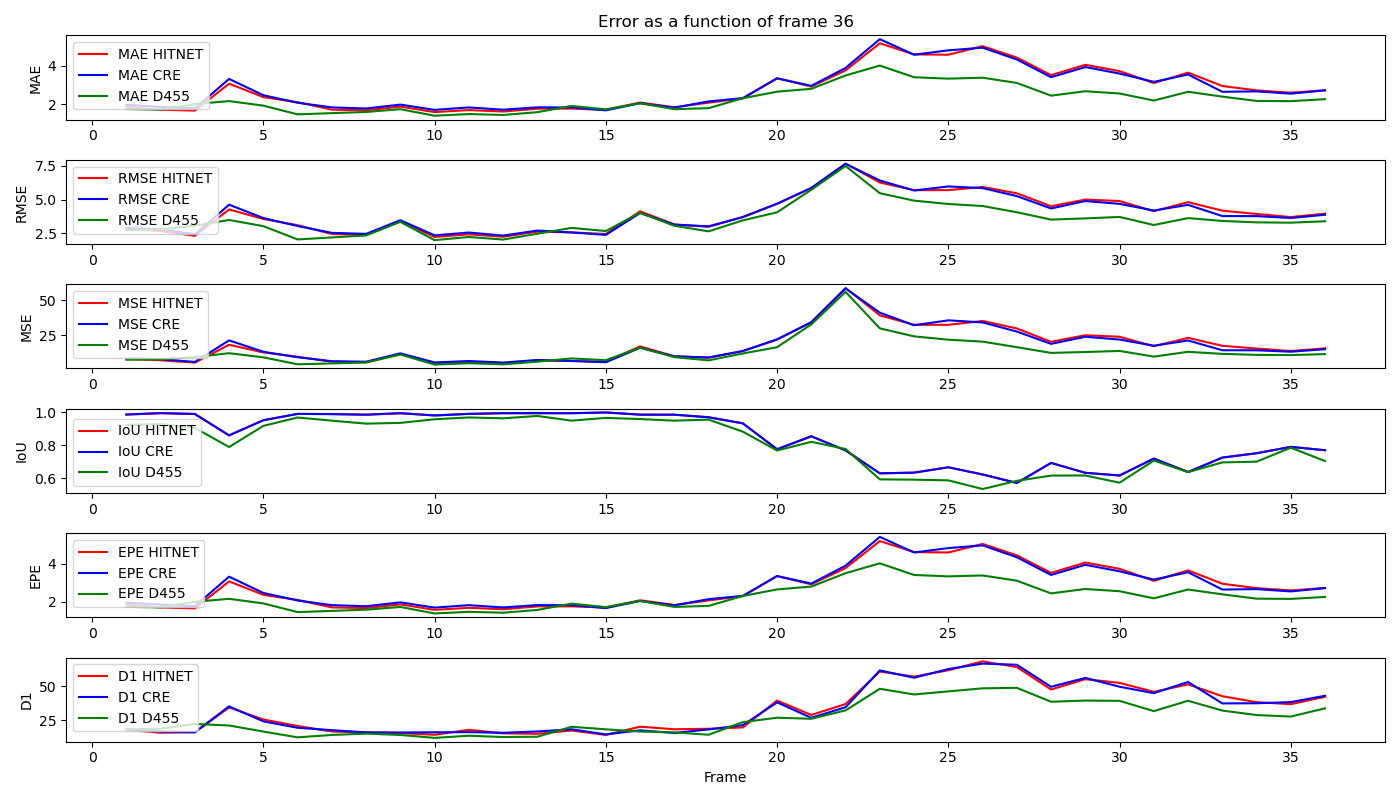 Error as a function of frame 36
MAE
4
2
MAE HITNET
MAE CRE
MAE D455
0 5 10 15 20 25 30 35
RMSE
7.5
5.0
2.5
RMSE HITNET
RMSE CRE
RMSE D455
0 5 10 15 20 25 30 35
MSE
50
25
MSE HITNET
MSE CRE
MSE D455
0 5 10 15 20 25 30 35
IoU
1.0
0.8
0.6
IoU HITNET
IoU CRE
IoU D455
0 5 10 15 20 25 30 35
EPE
4
2
EPE HITNET
EPE CRE
EPE D455
0 5 10 15 20 25 30 35
D1
50
25
D1 HITNET
D1 CRE
D1 D455
0 5 10 15 20 25 30 35
Frame